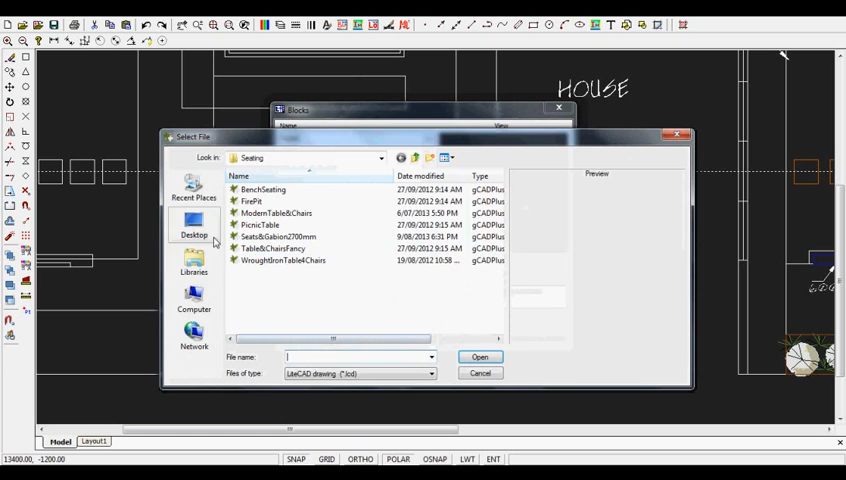 HOUSE
Blocks
Name View
Select File
Look in: Seating
Name Date modified Type Preview
BenchSeating 27/09/2012 9:14 AM gCADPlus
FirePit 27/09/2012 9:14 AM gCADPlus
ModernTable&Chairs 6/07/2013 5:50 PM gCADPlus
PicnicTable 27/09/2012 9:15 AM gCADPlus
Seats&Gabion2700mm 9/08/2013 6:31 PM gCADPlus
Table&ChairsFancy 27/09/2012 9:15 AM gCADPlus
WroughtIronTable4Chairs 19/08/2012 10:58 ... gCADPlus
Recent Places
Desktop
Libraries
Computer
Network
File name: Open
Files of type: LiteCAD drawing (*.lcd) Cancel
Model Layout1
13400.00, -1200.00 SNAP GRID ORTHO POLAR OSNAP LWT ENT